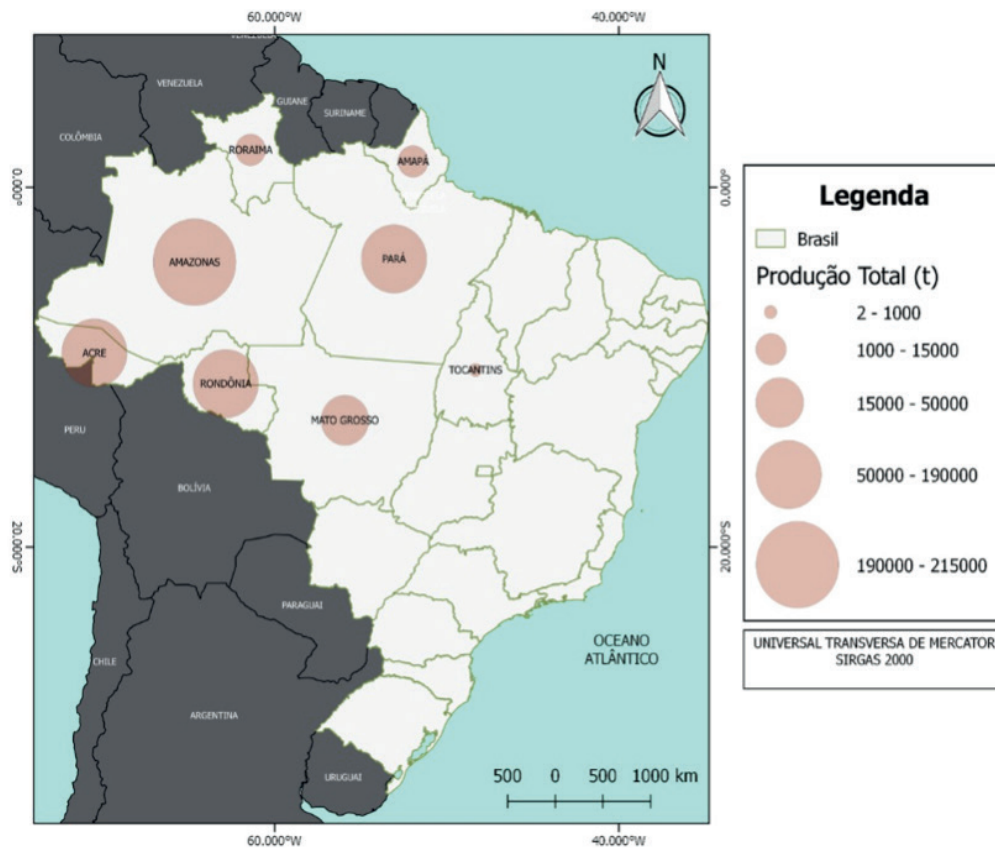 60.000°W
40.000°W
VENEZUELA
VENEZUELA
GUIANE
SURINAME
COLÔMBIA
N
RORAIMA
AMAPÁ
0.000°
0.000°
AMAZONAS
PARÁ
ACRE
RONDÔNIA
TOCANTINS
MATO GROSSO
PERU
BOLÍVIA
20.000°S
20.000°S
PARAGUAI
OCEANO
ATLÂNTICO
CHILE
ARGENTINA
URUGUAI
500 0 500 1000 km
60.000°W
40.000°W
Legenda
Brasil
Produção Total (t)
2 - 1000
1000 - 15000
15000 - 50000
50000 - 190000
190000 - 215000
UNIVERSAL TRANSVERSA DE MERCATOR
SIRGAS 2000